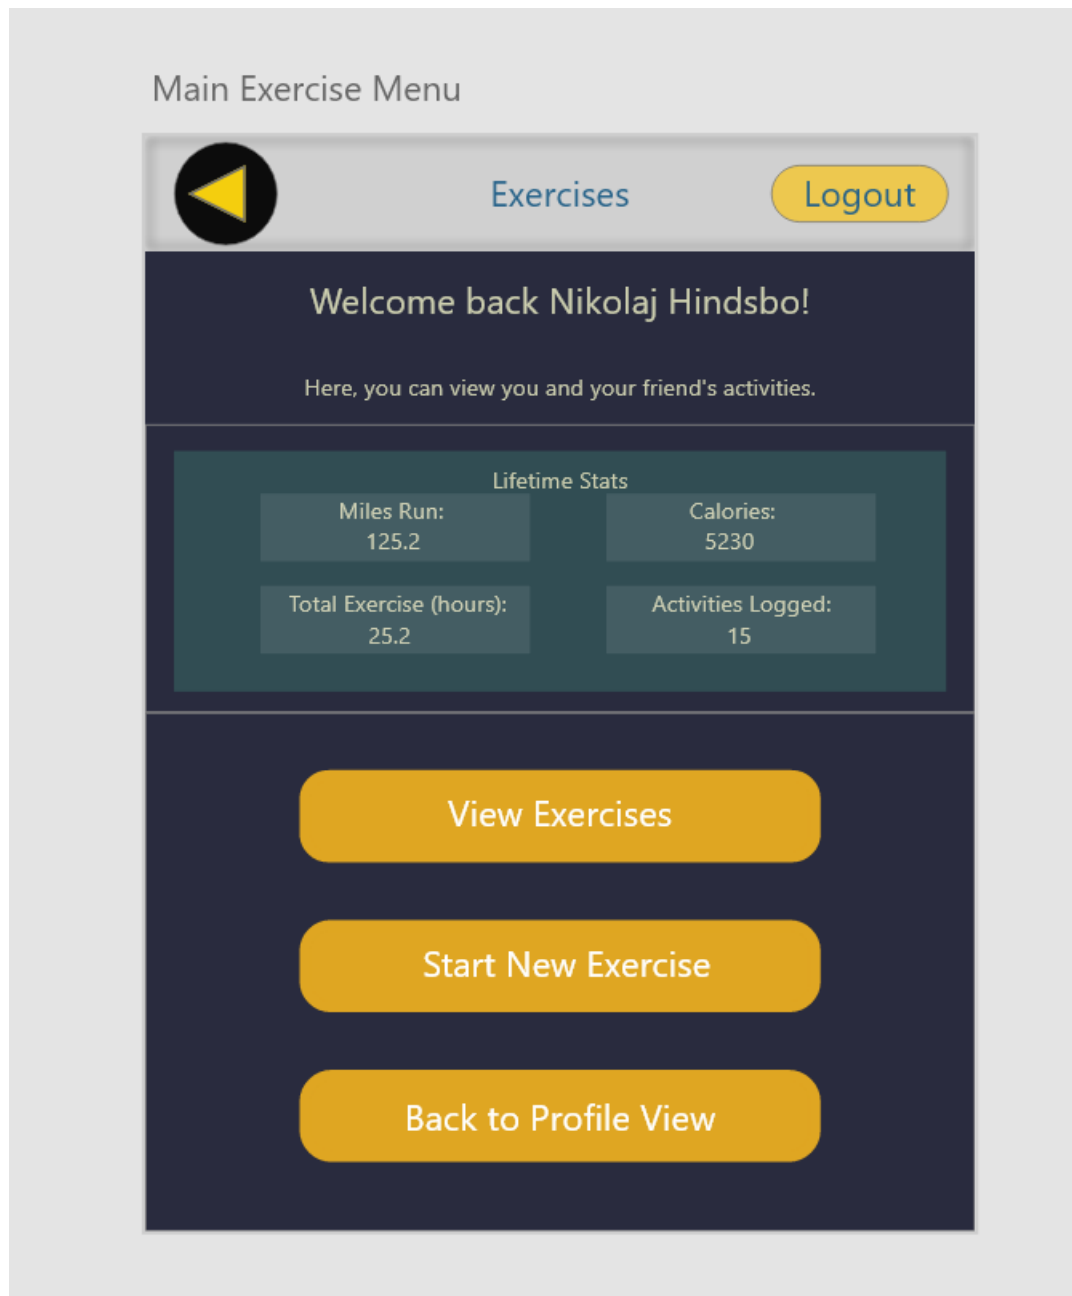 Main Exercise Menu
Exercises
Logout
Welcome back Nikolaj Hindsbo!
Here, you can view you and your friend's activities.
Lifetime Stats
Miles Run:
125.2
Calories:
5230
Total Exercise (hours):
25.2
Activities Logged:
15
View Exercises
Start New Exercise
Back to Profile View